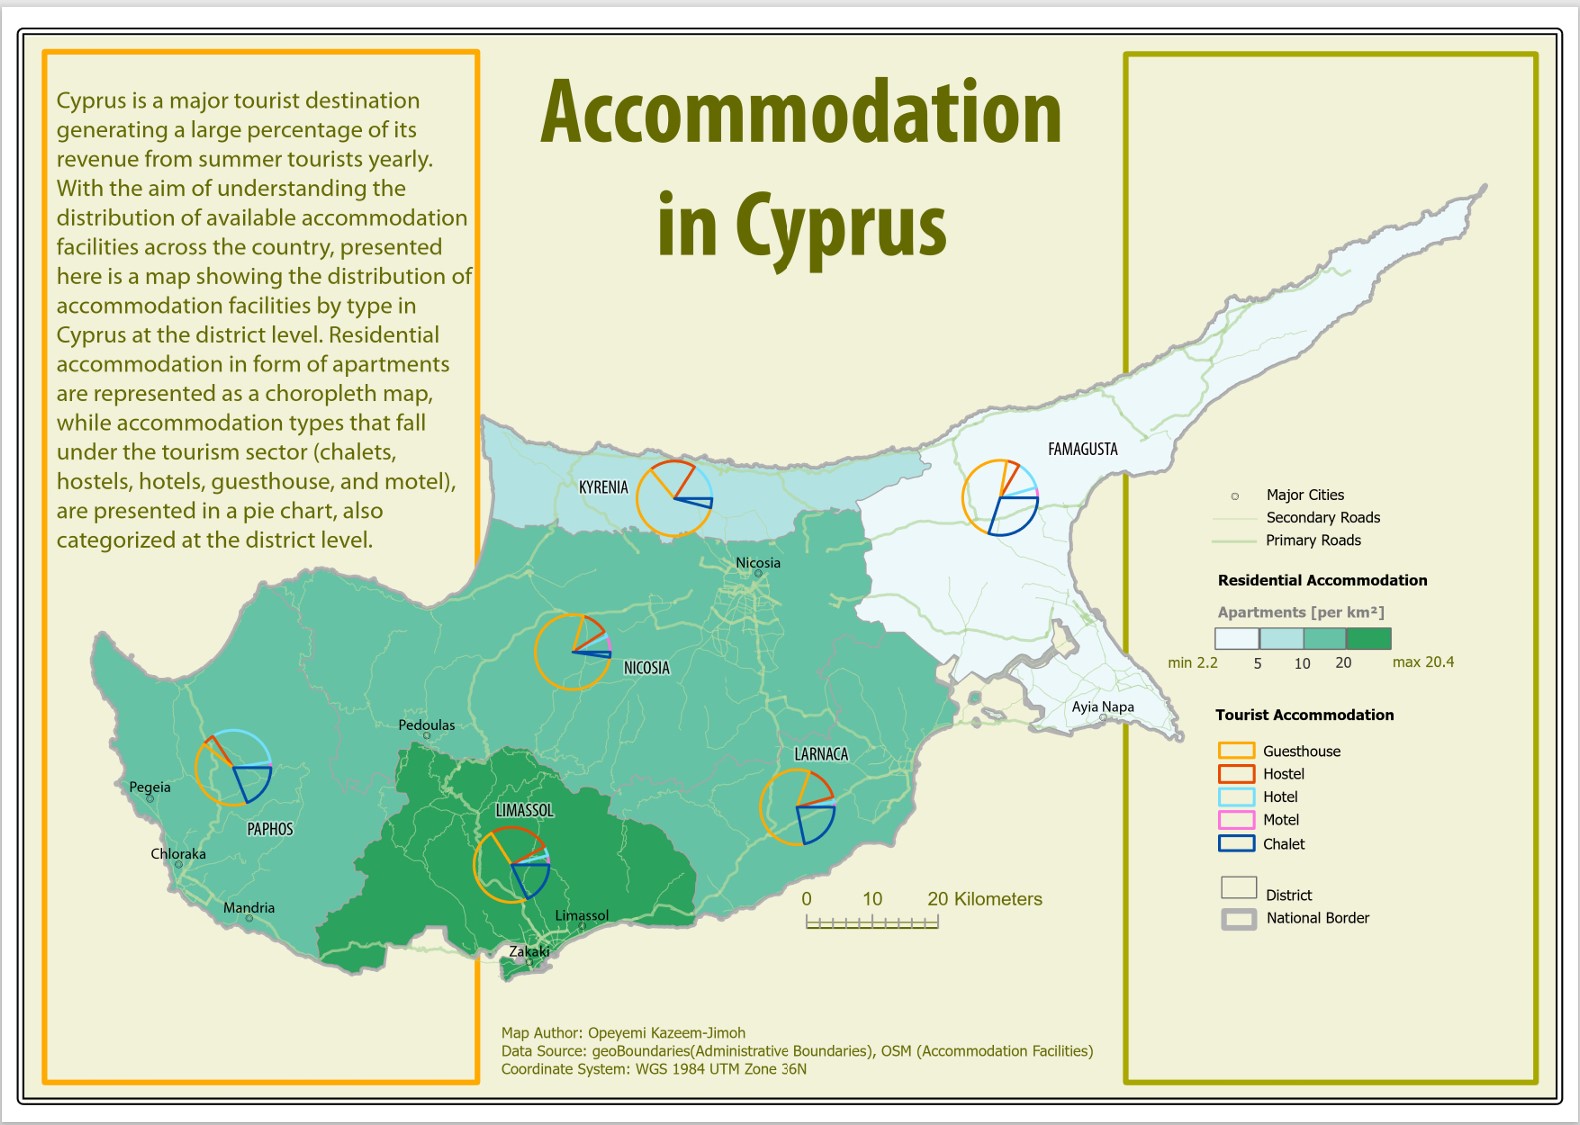 Accommodation
in Cyprus
Cyprus is a major tourist destination
generating a large percentage of its
revenue from summer tourists yearly.
With the aim of understanding the
distribution of available accommodation
facilities across the country, presented
here is a map showing the distribution of
accommodation facilities by type in
Cyprus at the district level. Residential
accommodation in form of apartments
are represented as a choropleth map,
while accommodation types that fall
under the tourism sector (chalets,
hostels, hotels, guesthouse, and motel),
are presented in a pie chart, also
categorized at the district level.
FAMAGUSTA
KYRENIA
Nicosia
NICOSIA
Ayia Napa
Pedoulas
LARNACA
Pegeia
LIMASSOL
PAPHOS
Chloraka
Mandria
Limassol
Zakaki
0 10 20 Kilometers
Major Cities
Secondary Roads
Primary Roads
Residential Accommodation
Apartments [per km²]
min 2.2 5 10 20 max 20.4
Tourist Accommodation
Guesthouse
Hostel
Hotel
Motel
Chalet
District
National Border
Map Author: Opeyemi Kazeem-Jimoh
Data Source: geoBoundaries(Administrative Boundaries), OSM (Accommodation Facilities)
Coordinate System: WGS 1984 UTM Zone 36N